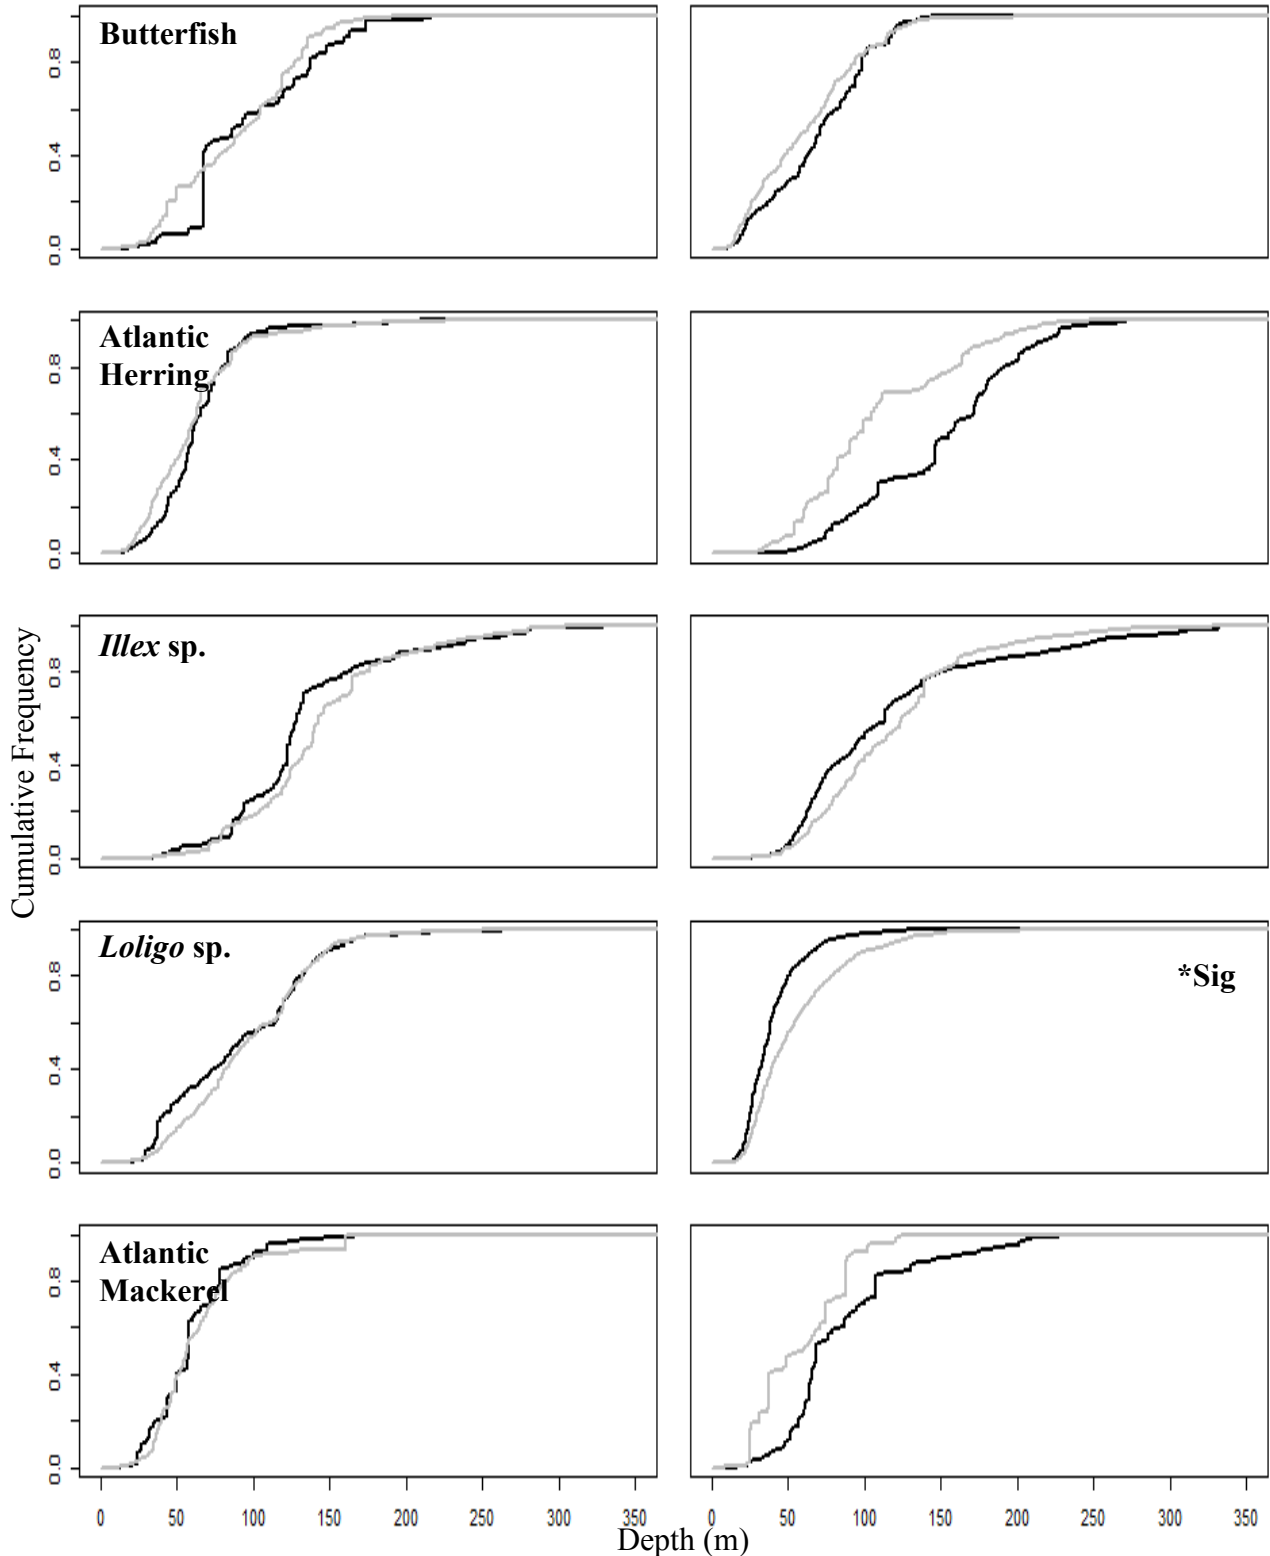 Butterfish
0.0 0.4 0.8
Atlantic
Herring
0.0 0.4 0.8
Illex sp.
0.0 0.4 0.8
Cumulative Frequency
Loligo sp.
*Sig
0.0 0.4 0.8
Atlantic
Mackerel
0.0 0.4 0.8
0 50 100 150 200 250 300 350 0 50 100 150 200 250 300 350
Depth (m)